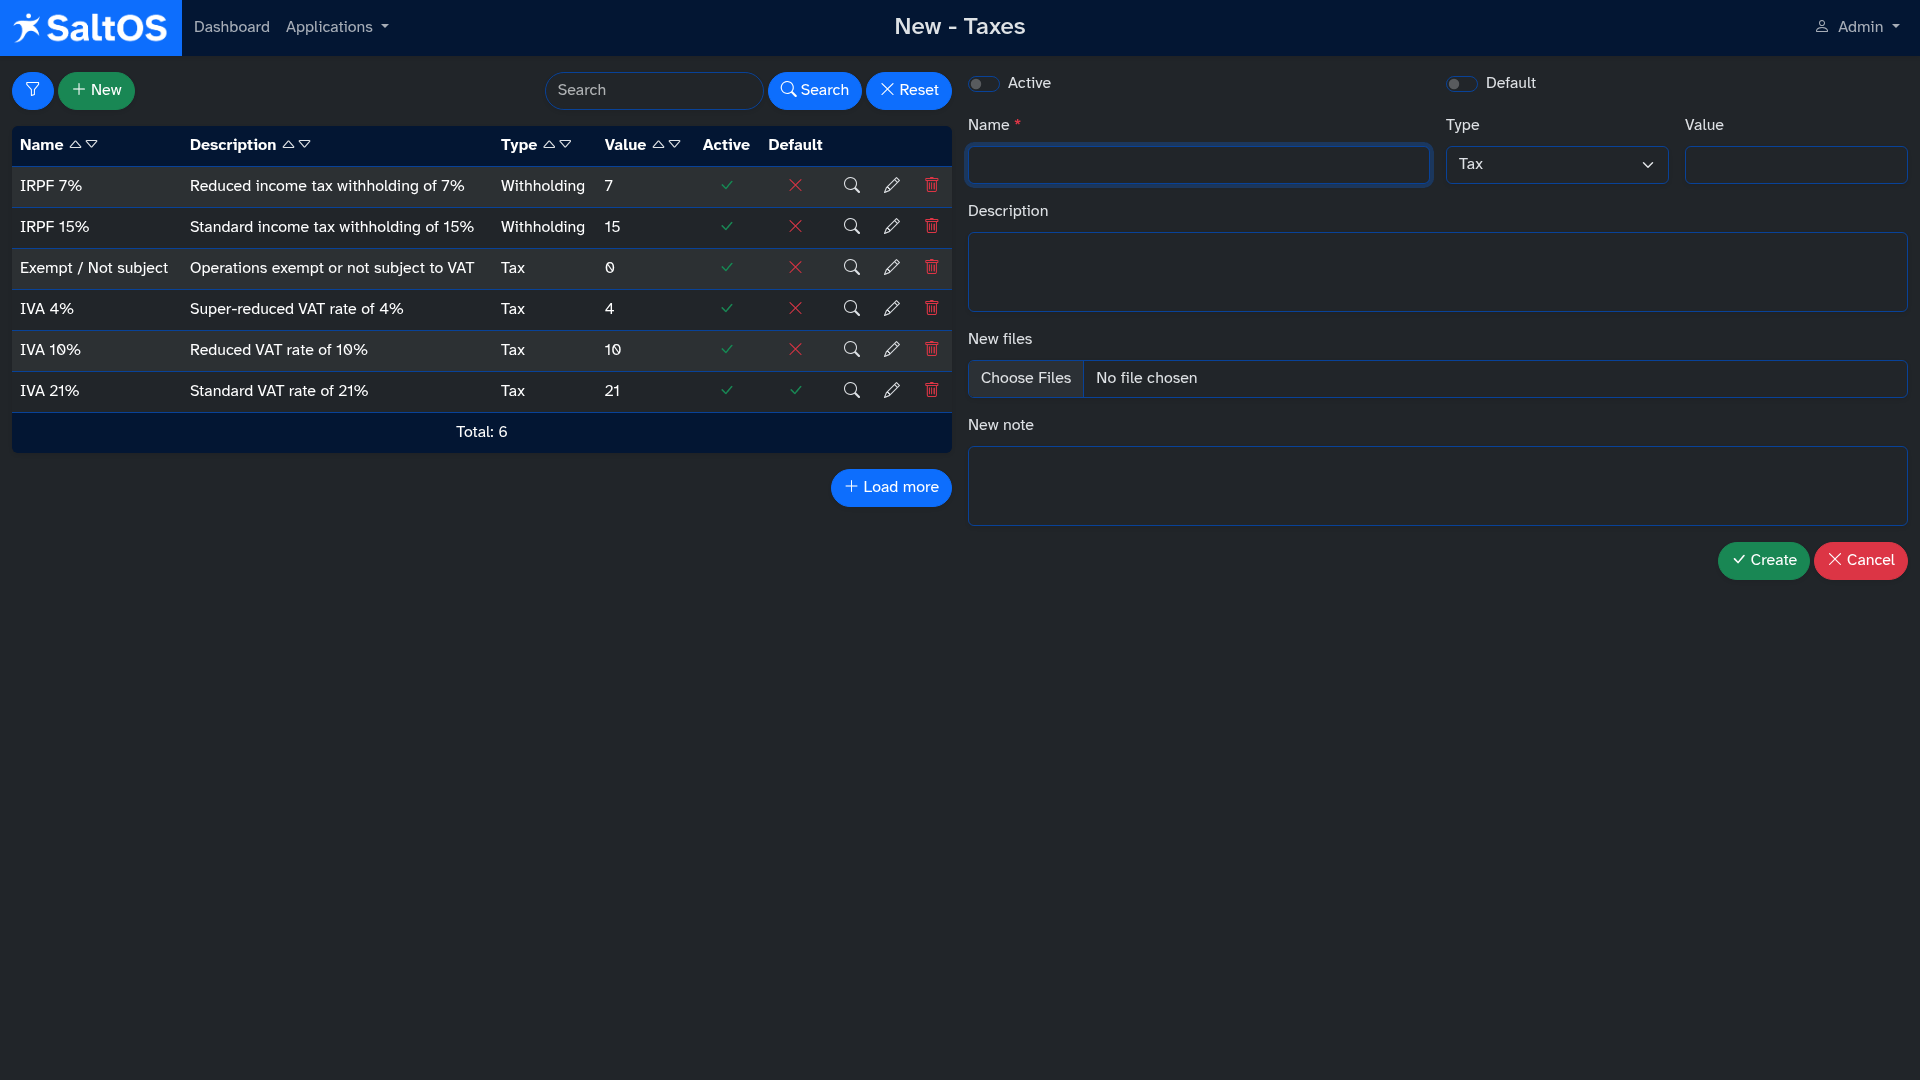 SaltOS Dashboard Applications New - Taxes Admin
New Search Search Reset
Name Description Type Value Active Default
IRPF 7% Reduced income tax withholding of 7% Withholding 7
IRPF 15% Standard income tax withholding of 15% Withholding 15
Exempt / Not subject Operations exempt or not subject to VAT Tax 0
IVA 4% Super-reduced VAT rate of 4% Tax 4
IVA 10% Reduced VAT rate of 10% Tax 10
IVA 21% Standard VAT rate of 21% Tax 21
Total: 6
Load more
Active Default
Name * Type Value
Tax
Description
New files
Choose Files No file chosen
New note
Create Cancel